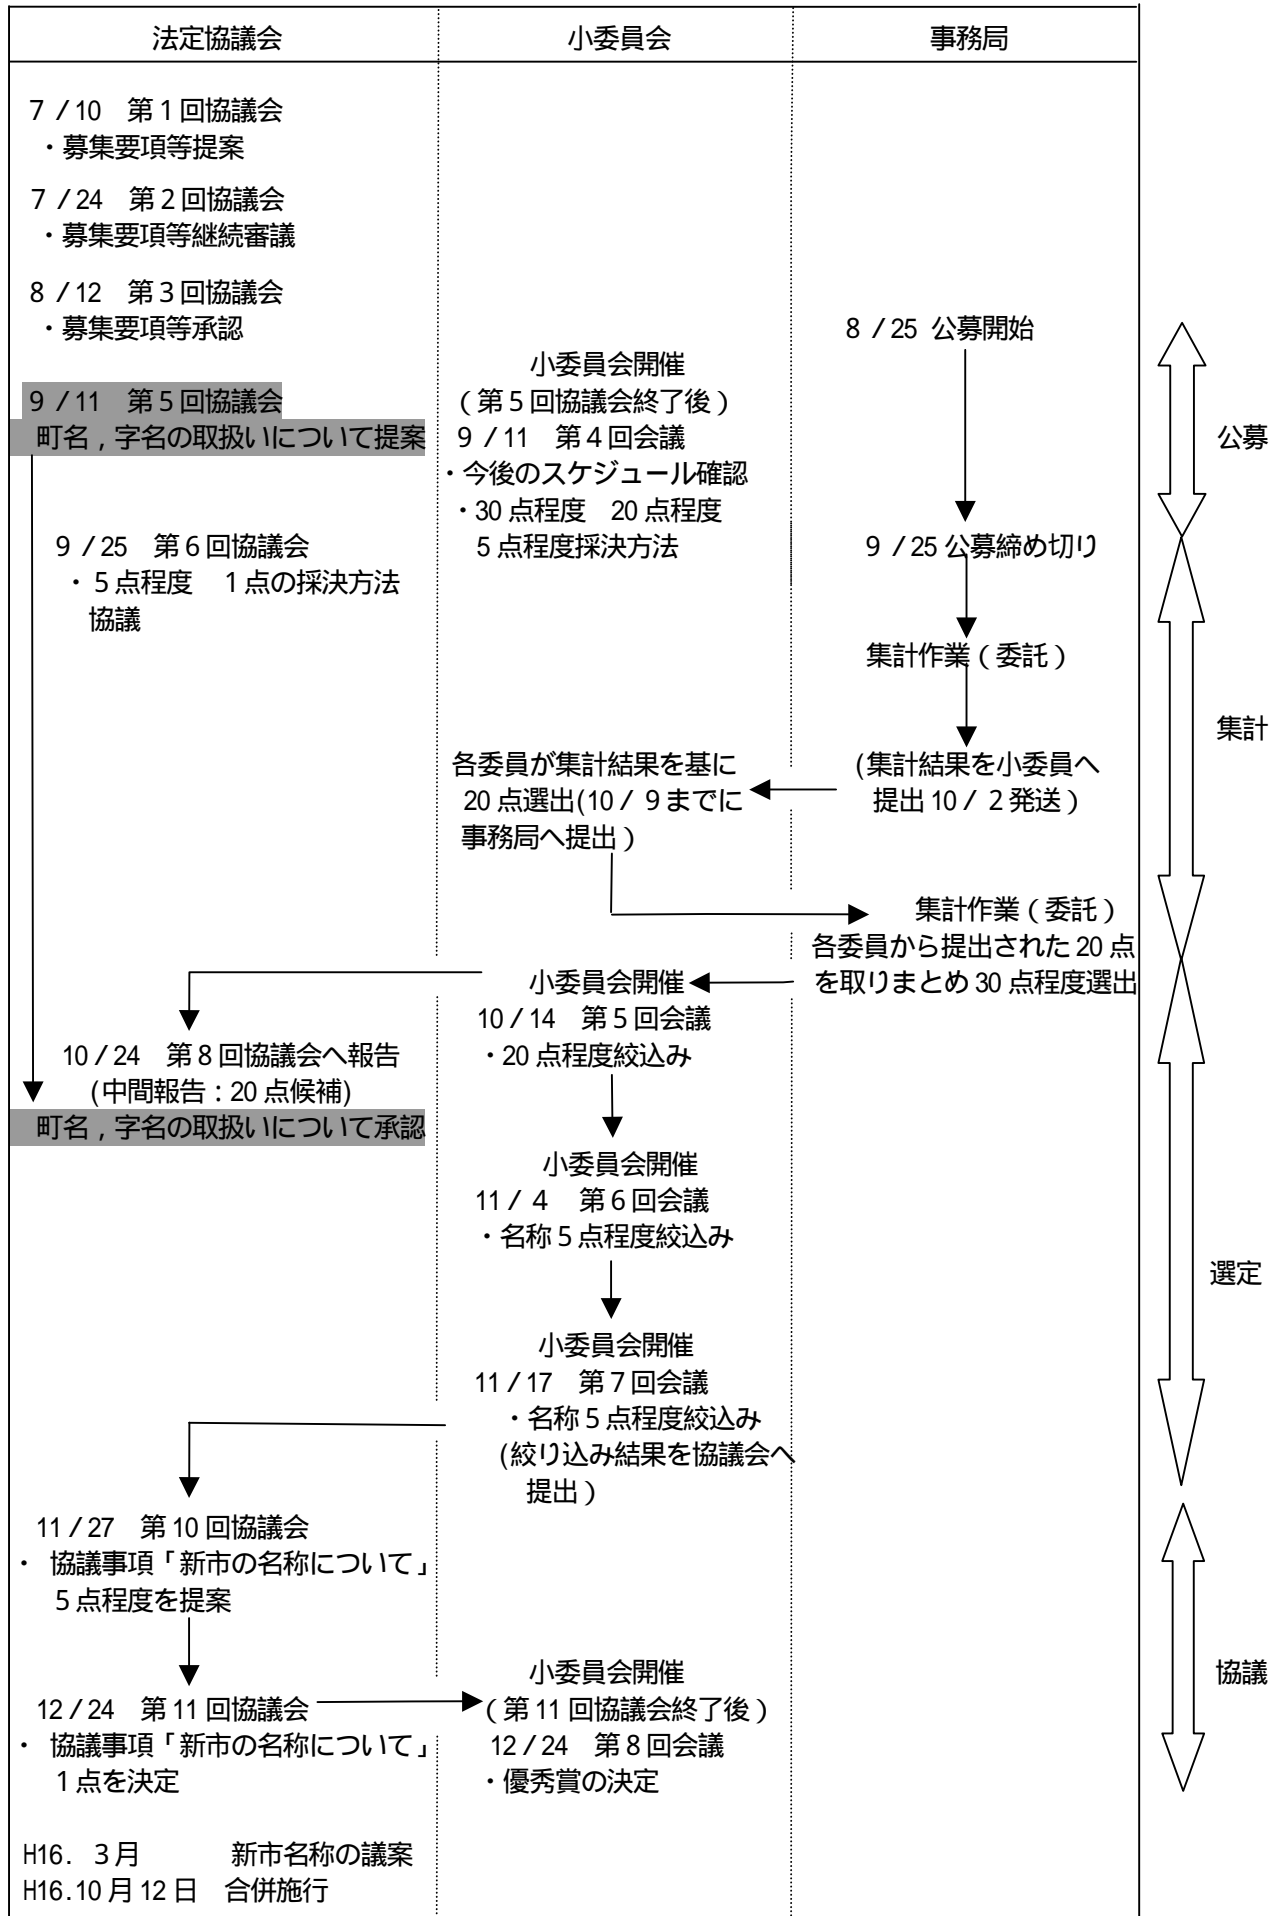 法定協議会
小委員会
事務局
7／10　第1回協議会
・募集要項等提案
7／24　第2回協議会
・募集要項等継続審議
8／12　第3回協議会
・募集要項等承認
9／11　第5回協議会
町名，字名の取扱いについて提案
9／25　第6回協議会
・5点程度　1点の採決方法
協議
10／24　第8回協議会へ報告
(中間報告：20点候補)
町名，字名の取扱いについて承認
11／27　第10回協議会
・ 協議事項「新市の名称について」
5点程度を提案
12／24　第11回協議会
・ 協議事項「新市の名称について」
1点を決定
H16. 3月　新市名称の議案
H16.10月12日　合併施行
小委員会開催
（第5回協議会終了後）
9／11　第4回会議
・今後のスケジュール確認
・30点程度　20点程度
5点程度採決方法
各委員が集計結果を基に
20点選出(10／9までに
事務局へ提出）
小委員会開催
10／14　第5回会議
・20点程度絞込み
小委員会開催
11／4　第6回会議
・名称5点程度絞込み
小委員会開催
11／17　第7回会議
・名称5点程度絞込み
(絞り込み結果を協議会へ
提出）
小委員会開催
（第11回協議会終了後）
12／24　第8回会議
・優秀賞の決定
8／25 公募開始
9／25公募締め切り
集計作業（委託）
(集計結果を小委員へ
提出10／2発送）
集計作業（委託）
各委員から提出された20点
を取りまとめ30点程度選出
公募
集計
選定
協議